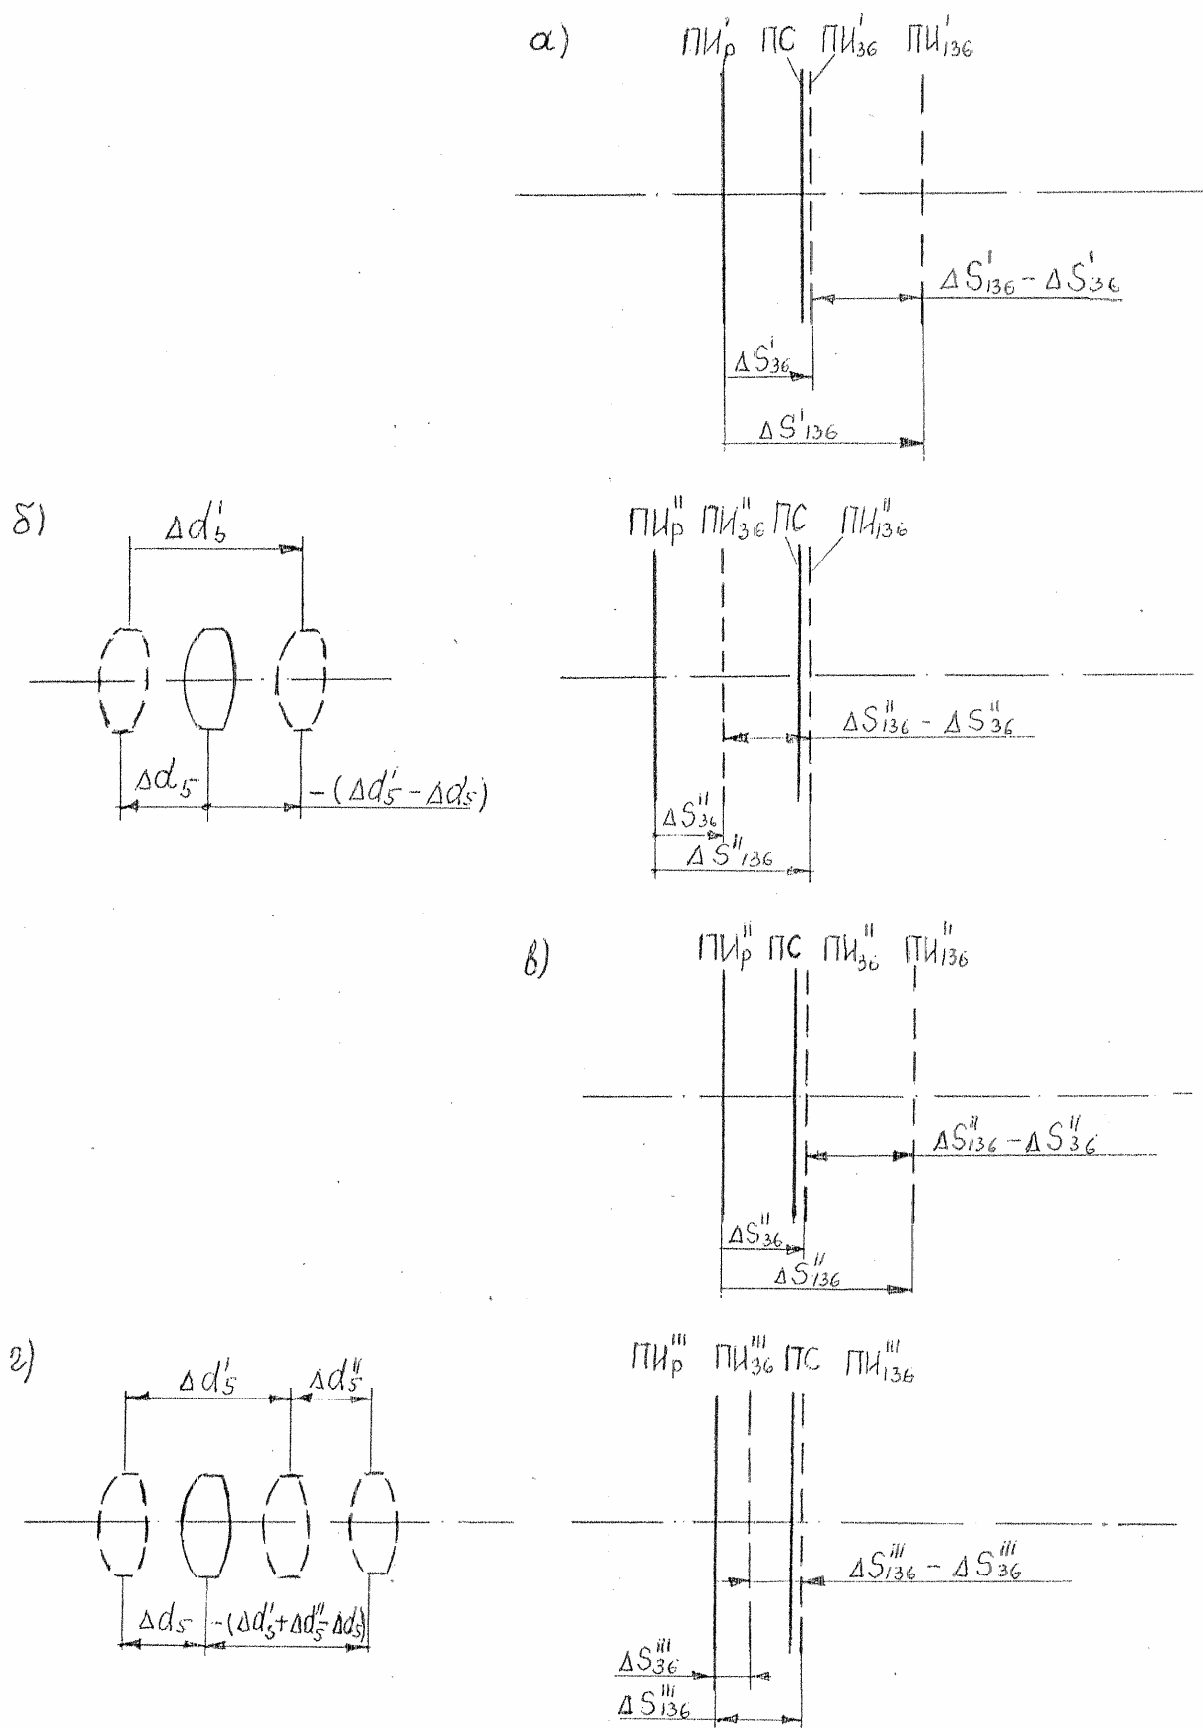 а) ПИ'р ПС ПИ'36 ПИ'136
ΔS'136 − ΔS'36
ΔS'36
ΔS'136
б) Δd'5 ПИ''р ПИ''36 ПС ПИ''136
ΔS''136 − ΔS''36
Δd5 −(Δd'5 − Δd5)
ΔS''36
ΔS''136
в) ПИ''р ПС ПИ''36 ПИ''136
ΔS''136 − ΔS''36
ΔS''36
ΔS''136
г) Δd'5 Δd''5 ПИ'''р ПИ'''36 ПС ПИ'''136
ΔS'''136 − ΔS'''36
Δd5 −(Δd'5 + Δd''5 − Δd5)
ΔS'''36
ΔS'''136